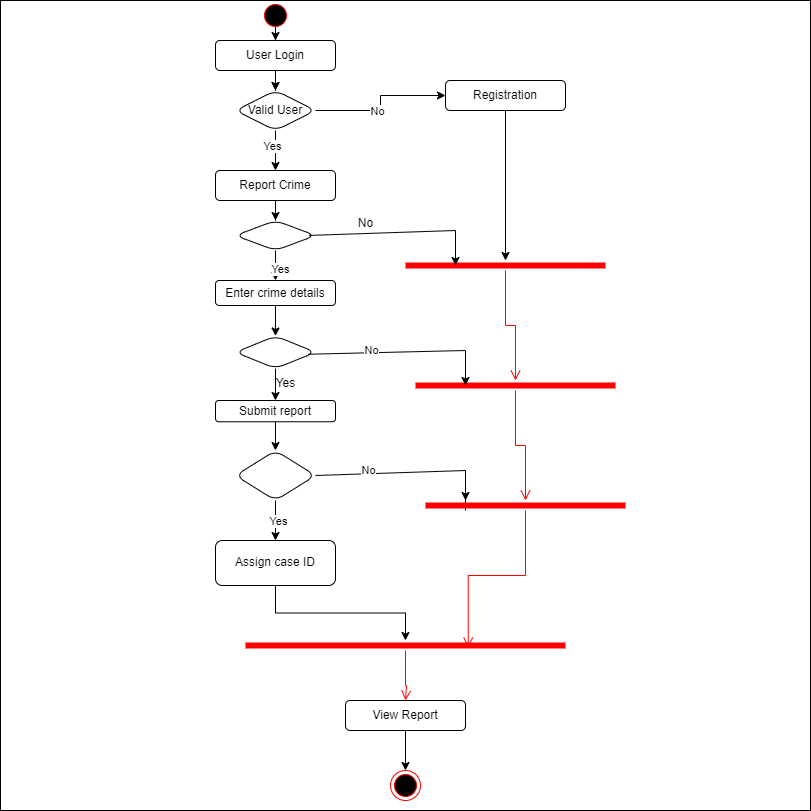 User Login
Valid User
No
Registration
Yes
Report Crime
No
Yes
Enter crime details
No
Yes
Submit report
No
Yes
Assign case ID
View Report